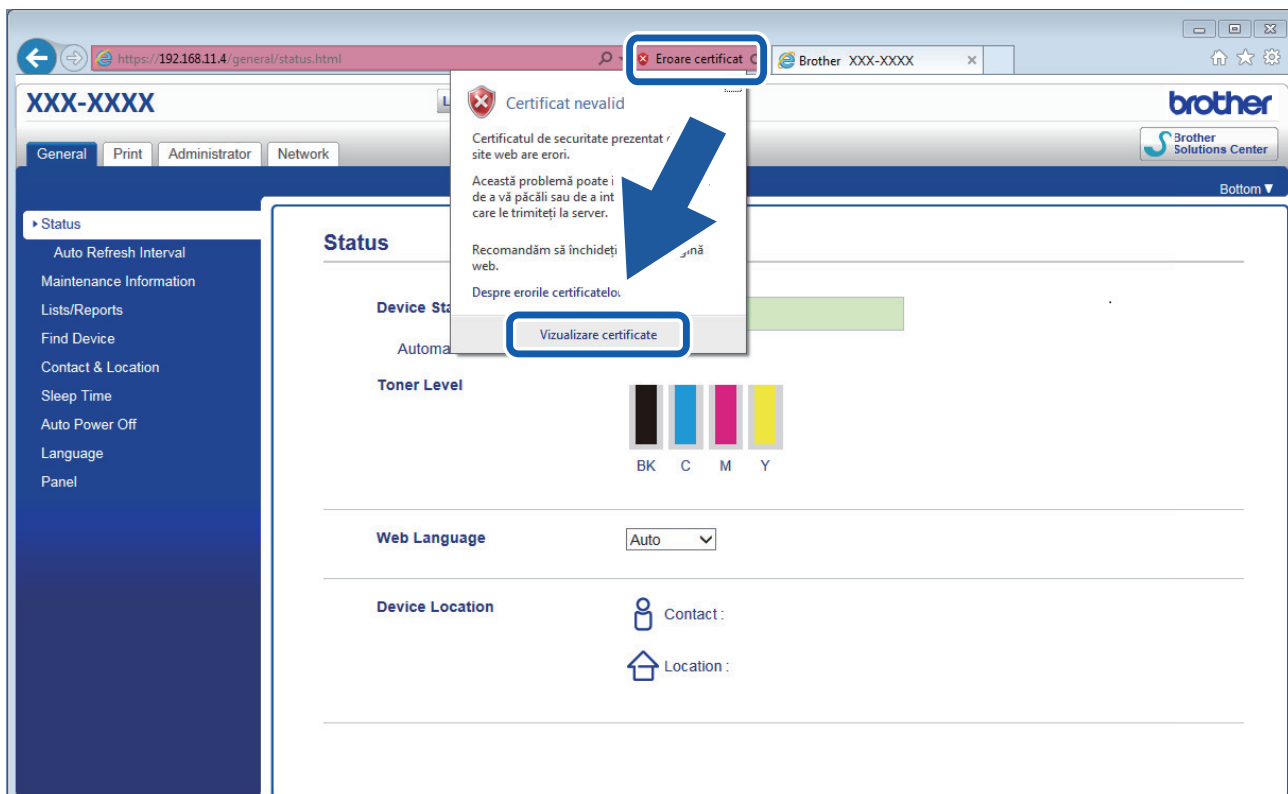 https://192.168.11.4/general/status.html
Eroare certificat
Brother XXX-XXXX
XXX-XXXX
brother
Certificat nevalid
Certificatul de securitate prezentat
site web are erori.
Această problemă poate
de a vă păcăli sau de a
care le trimiteți la server.
Recomandăm să închideți
web.
Despre erorile
Vizualizare certificate
General
Print
Administrator
Network
Brother
Solutions Center
Bottom ▼
Status
Auto Refresh Interval
Maintenance Information
Lists/Reports
Find Device
Contact & Location
Sleep Time
Auto Power Off
Language
Panel
Status
Device
Toner Level
BK C M Y
Web Language
Auto
Device Location
Contact :
Location :